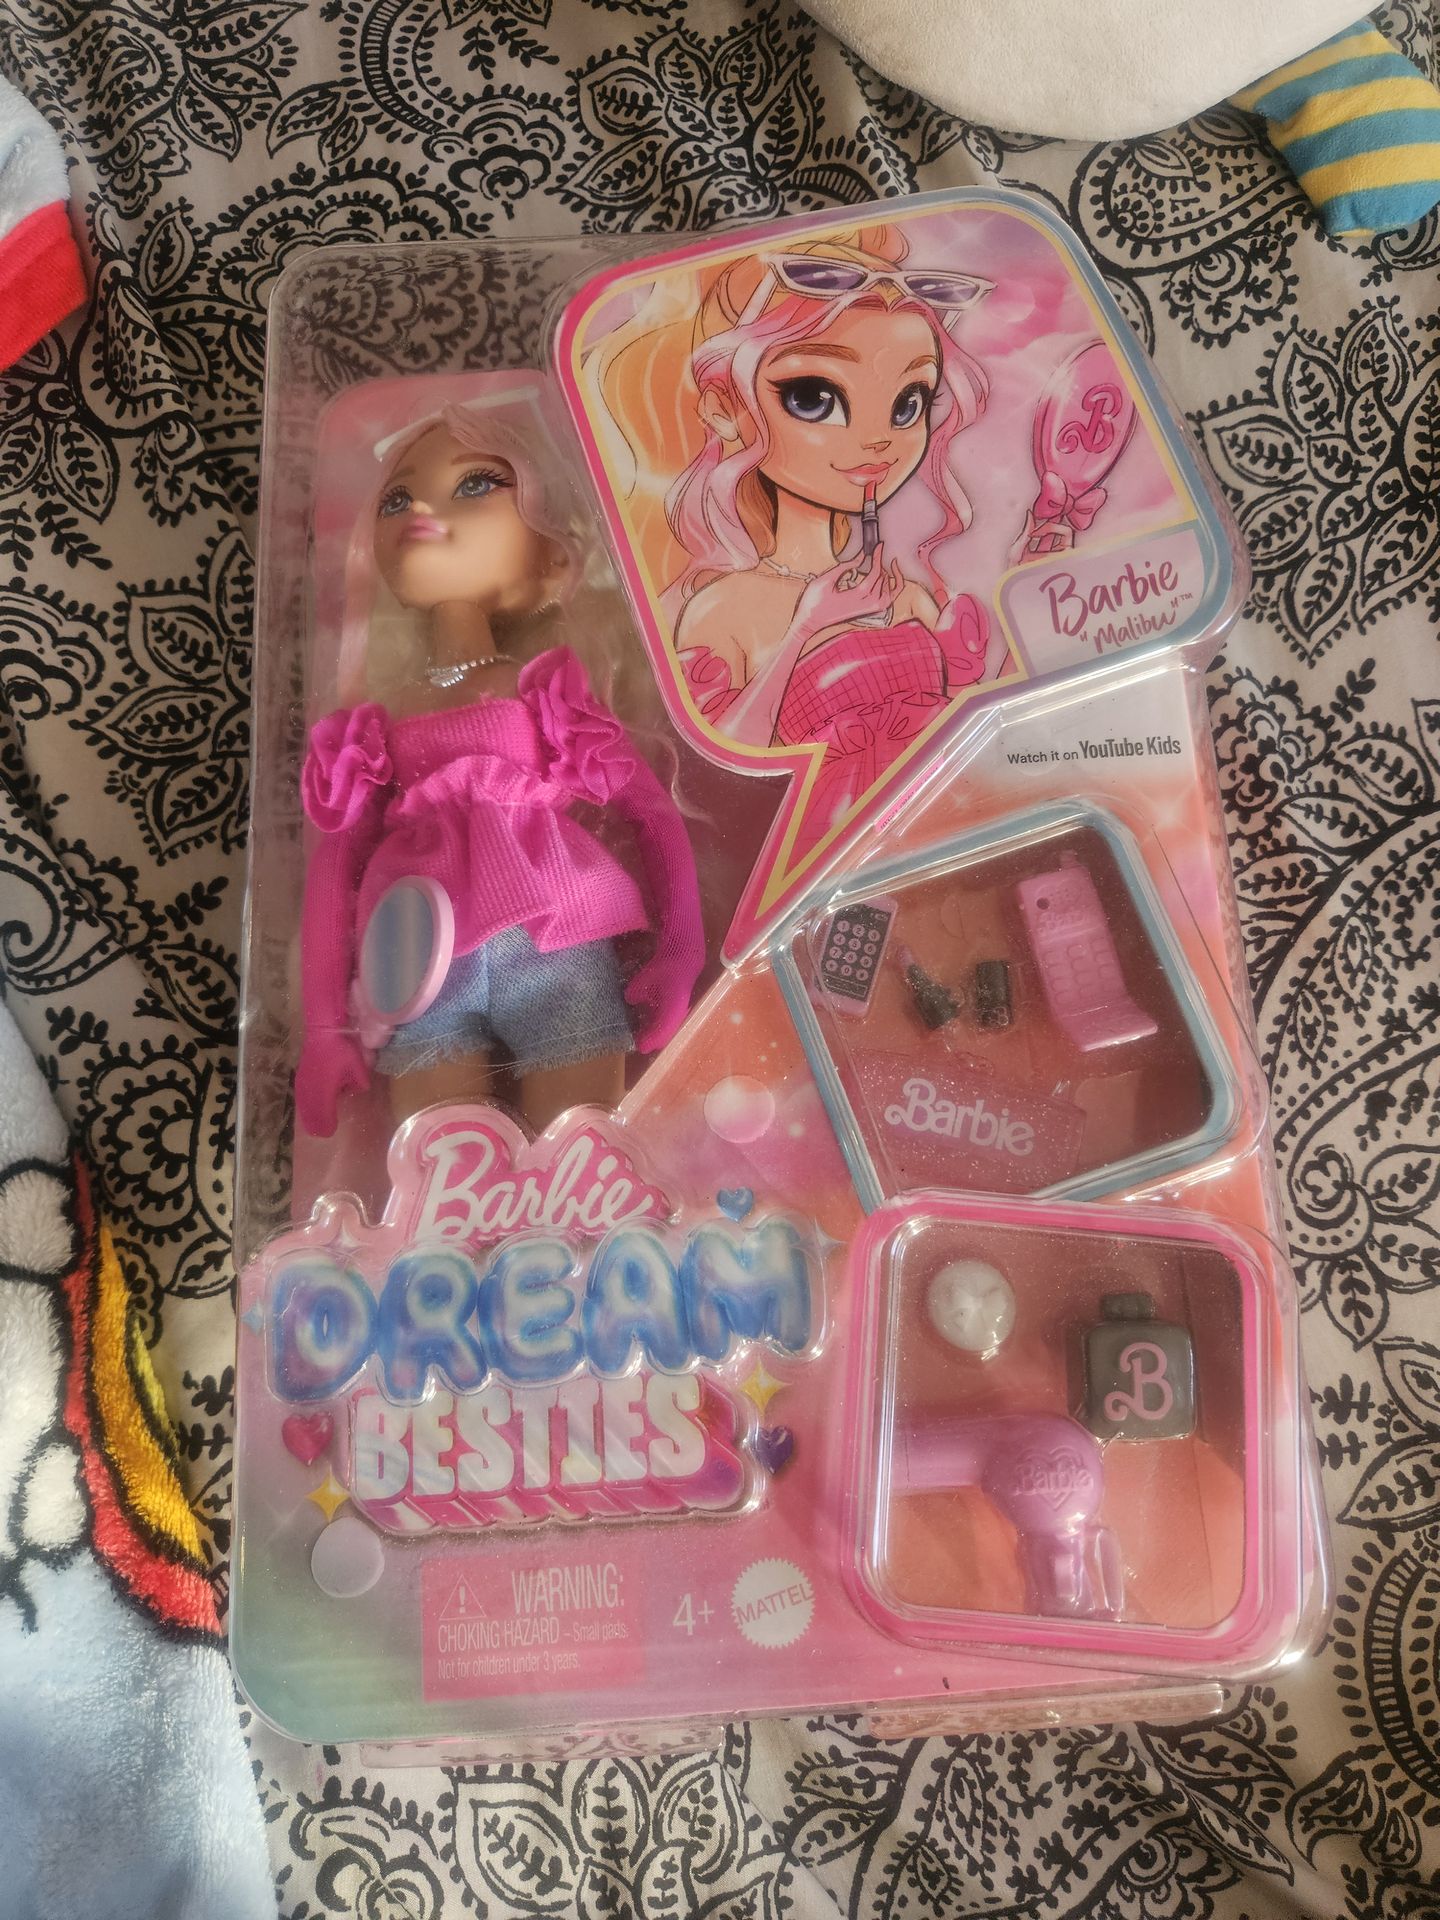 B
Barbie
"Malibu"™
Watch it on YouTube Kids
Barbie
Barbie
DREAM
BESTIES
B
Barbie
WARNING:
CHOKING HAZARD – Small parts.
Not for children under 3 years.
4+
MATTEL